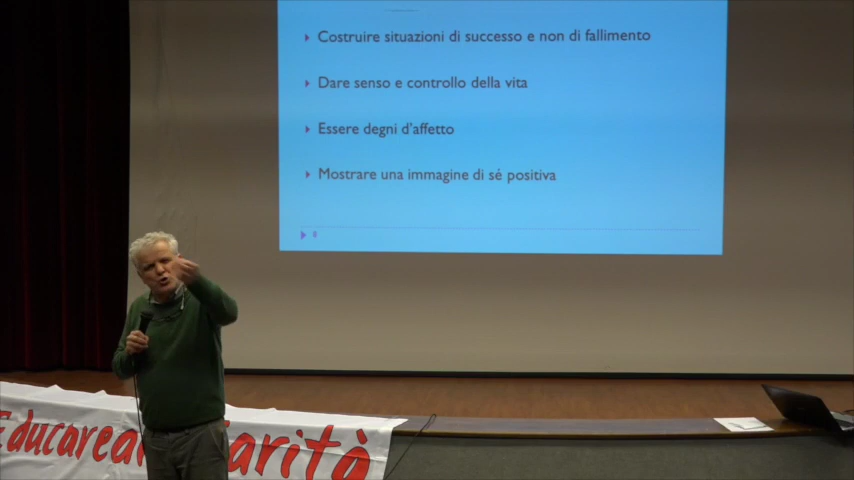 Costruire situazioni di successo e non di fallimento
Dare senso e controllo della vita
Essere degni d'affetto
Mostrare una immagine di sé positiva
Educarea arità